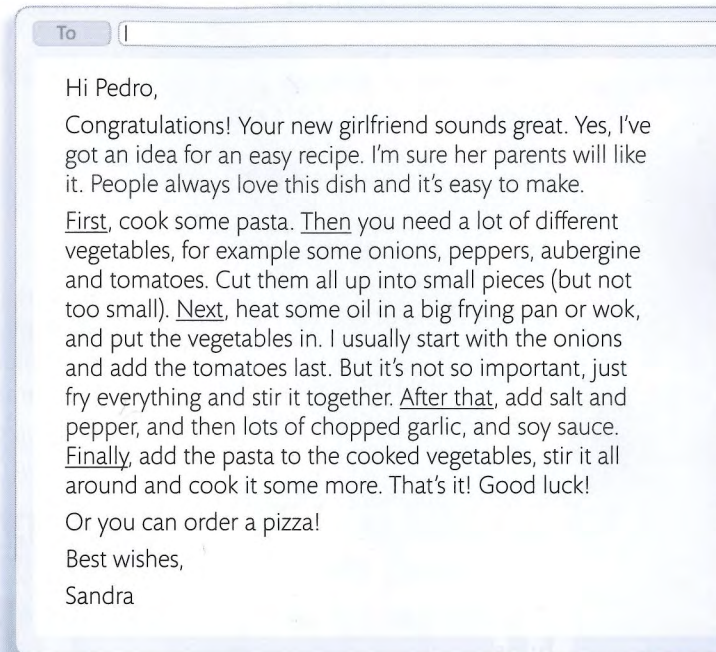 To
Hi Pedro,
Congratulations! Your new girlfriend sounds great. Yes, I've
got an idea for an easy recipe. I'm sure her parents will like
it. People always love this dish and it's easy to make.
First, cook some pasta. Then you need a lot of different
vegetables, for example some onions, peppers, aubergine
and tomatoes. Cut them all up into small pieces (but not
too small). Next, heat some oil in a big frying pan or wok,
and put the vegetables in. I usually start with the onions
and add the tomatoes last. But it's not so important, just
fry everything and stir it together. After that, add salt and
pepper, and then lots of chopped garlic, and soy sauce.
Finally, add the pasta to the cooked vegetables, stir it all
around and cook it some more. That's it! Good luck!
Or you can order a pizza!
Best wishes,
Sandra